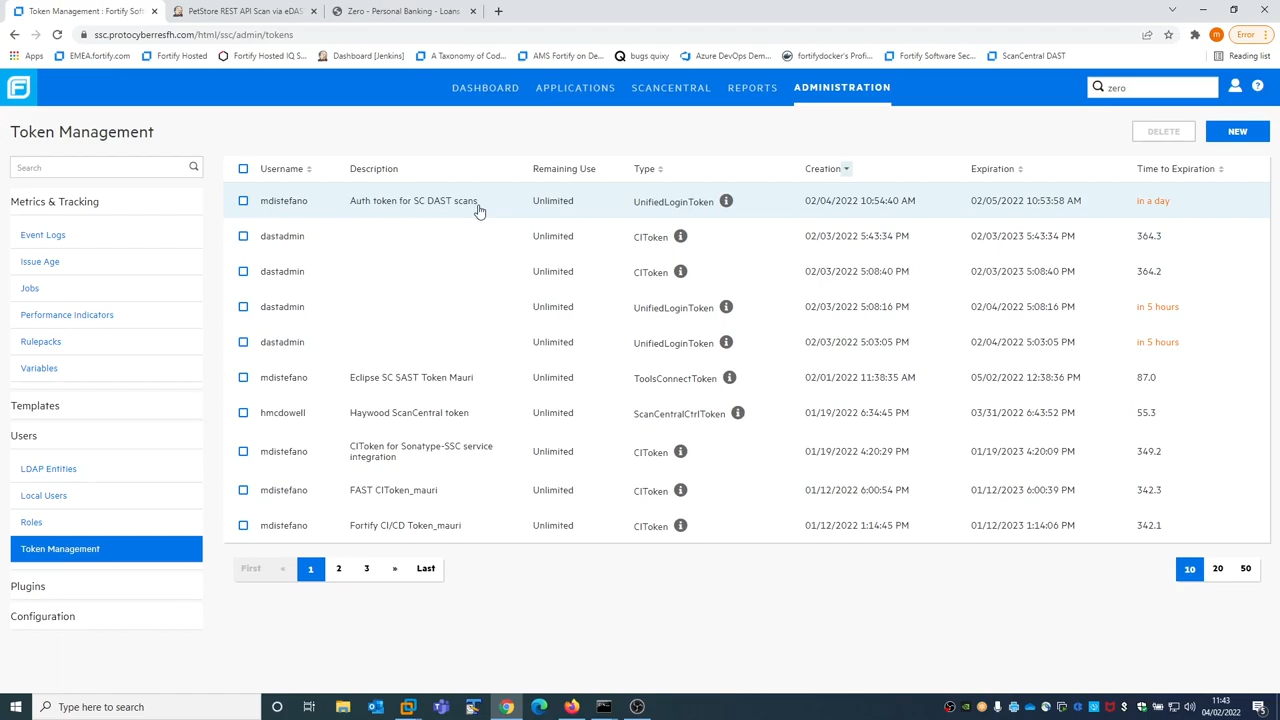 Token Management : Fortify Soft
PetStore REST API Scan via eDAS
Zero - Personal Banking - Loans
ssc.protocyberresfh.com/html/ssc/admin/tokens
Error
Apps
EMEA.fortify.com
Fortify Hosted
Fortify Hosted IQ S...
Dashboard [Jenkins]
A Taxonomy of Cod...
AMS Fortify on De...
bugs quixy
Azure DevOps Dem...
fortifydocker's Profi...
Fortify Software Sec...
ScanCentral DAST
Reading list
DASHBOARD
APPLICATIONS
SCANCENTRAL
REPORTS
ADMINISTRATION
zero
Token Management
DELETE
NEW
Search
Metrics & Tracking
Event Logs
Issue Age
Jobs
Performance Indicators
Rulepacks
Variables
Templates
Users
LDAP Entities
Local Users
Roles
Token Management
Plugins
Configuration
Username Description Remaining Use Type Creation Expiration Time to Expiration
mdistefano Auth token for SC DAST scans Unlimited UnifiedLoginToken 02/04/2022 10:54:40 AM 02/05/2022 10:53:58 AM in a day
dastadmin Unlimited CIToken 02/03/2022 5:43:34 PM 02/03/2023 5:43:34 PM 364.3
dastadmin Unlimited CIToken 02/03/2022 5:08:40 PM 02/03/2023 5:08:40 PM 364.2
dastadmin Unlimited UnifiedLoginToken 02/03/2022 5:08:16 PM 02/04/2022 5:08:16 PM in 5 hours
dastadmin Unlimited UnifiedLoginToken 02/03/2022 5:03:05 PM 02/04/2022 5:03:05 PM in 5 hours
mdistefano Eclipse SC SAST Token Mauri Unlimited ToolsConnectToken 02/01/2022 11:38:35 AM 05/02/2022 12:38:36 PM 87.0
hmcdowell Haywood ScanCentral token Unlimited ScanCentralCtrlToken 01/19/2022 6:34:45 PM 03/31/2022 6:43:52 PM 55.3
mdistefano CIToken for Sonatype-SSC service integration Unlimited CIToken 01/19/2022 4:20:29 PM 01/19/2023 4:20:09 PM 349.2
mdistefano FAST CIToken_mauri Unlimited CIToken 01/12/2022 6:00:54 PM 01/12/2023 6:00:39 PM 342.3
mdistefano Fortify CI/CD Token_mauri Unlimited CIToken 01/12/2022 1:14:45 PM 01/12/2023 1:14:06 PM 342.1
First « 1 2 3 » Last
10 20 50
Type here to search
11:43
04/02/2022